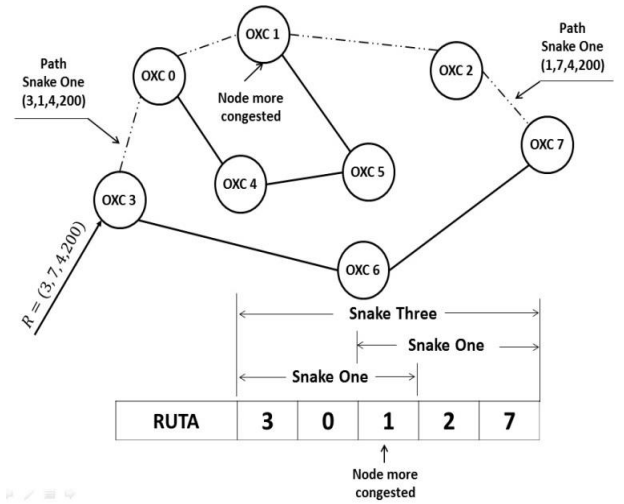 Path
Snake One
(3,1,4,200)
OXC 0
OXC 1
Node more
congested
OXC 2
Path
Snake One
(1,7,4,200)
OXC 7
OXC 4
OXC 5
OXC 3
OXC 6
R = (3,7,4,200)
Snake Three
Snake One
Snake One
RUTA 3 0 1 2 7
Node more
congested